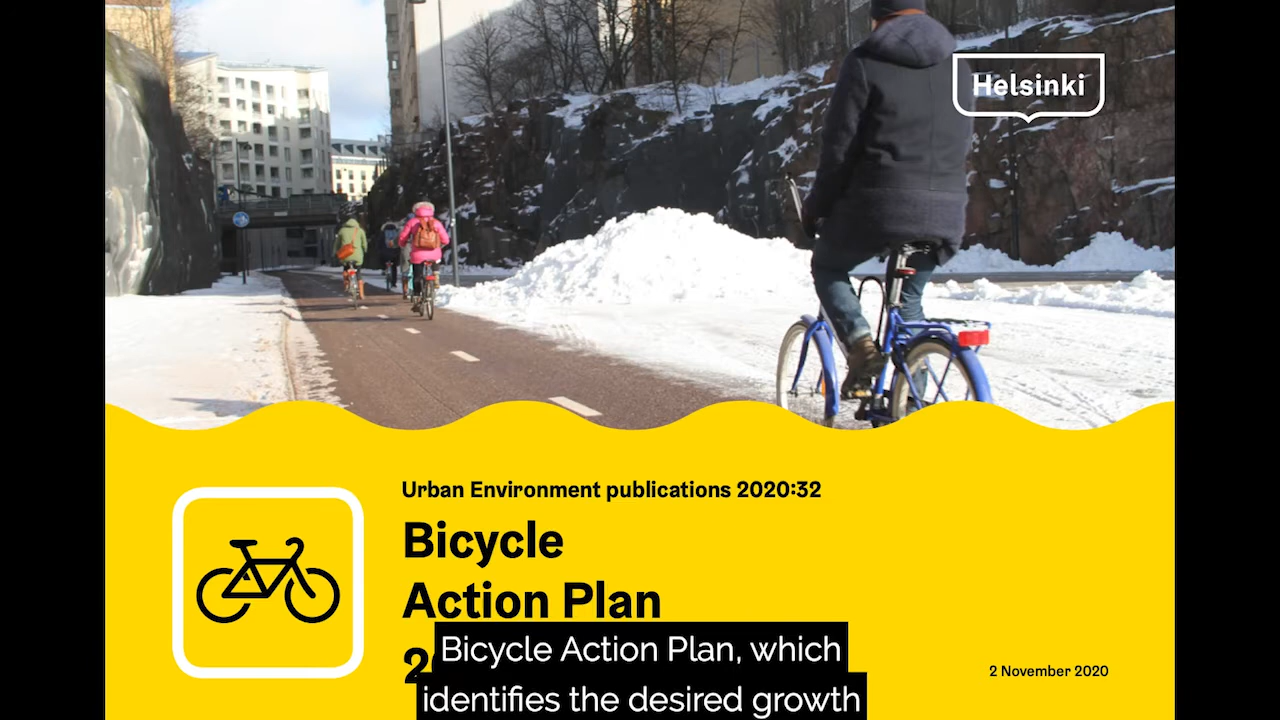 Helsinki
Urban Environment publications 2020:32
Bicycle
Action Plan
2
Bicycle Action Plan, which
identifies the desired growth
2 November 2020